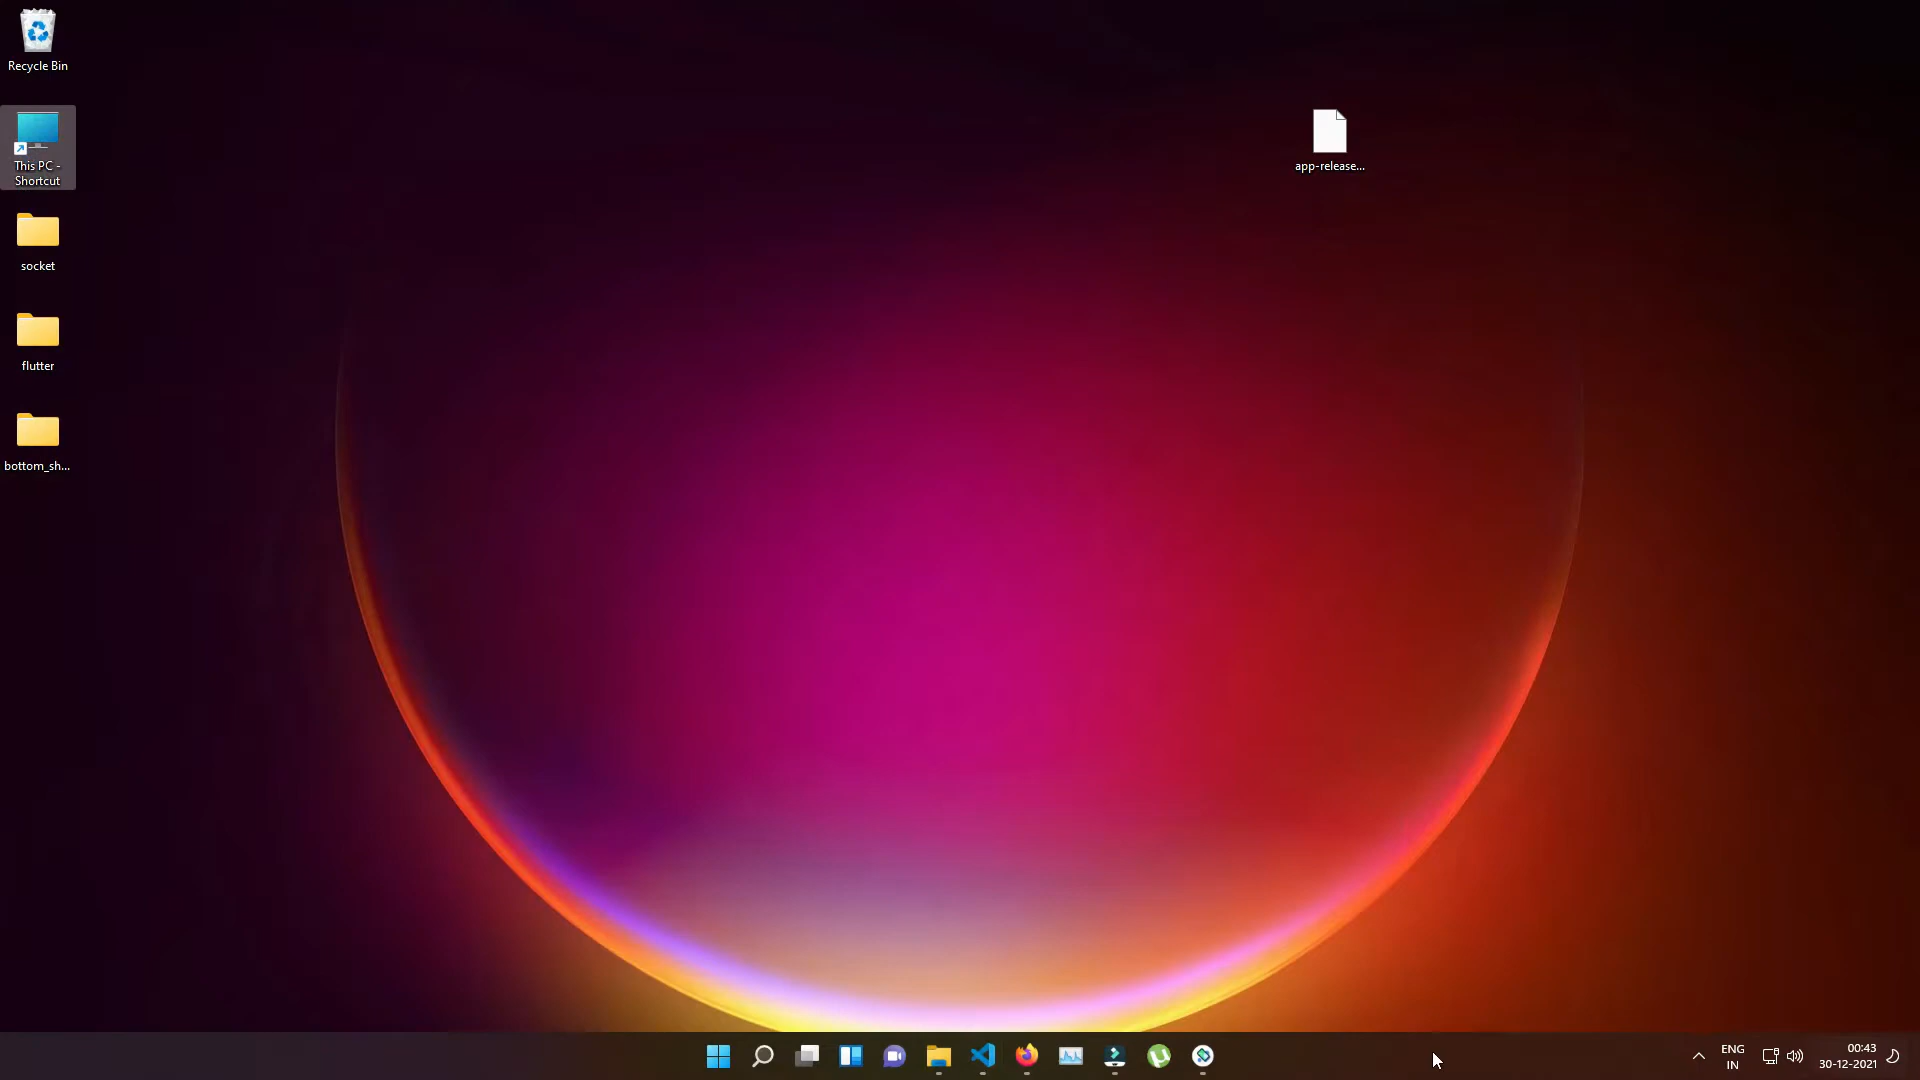 Recycle Bin
This PC -
Shortcut
socket
flutter
bottom_sh...
app-release...
ENG
IN
00:43
30-12-2021